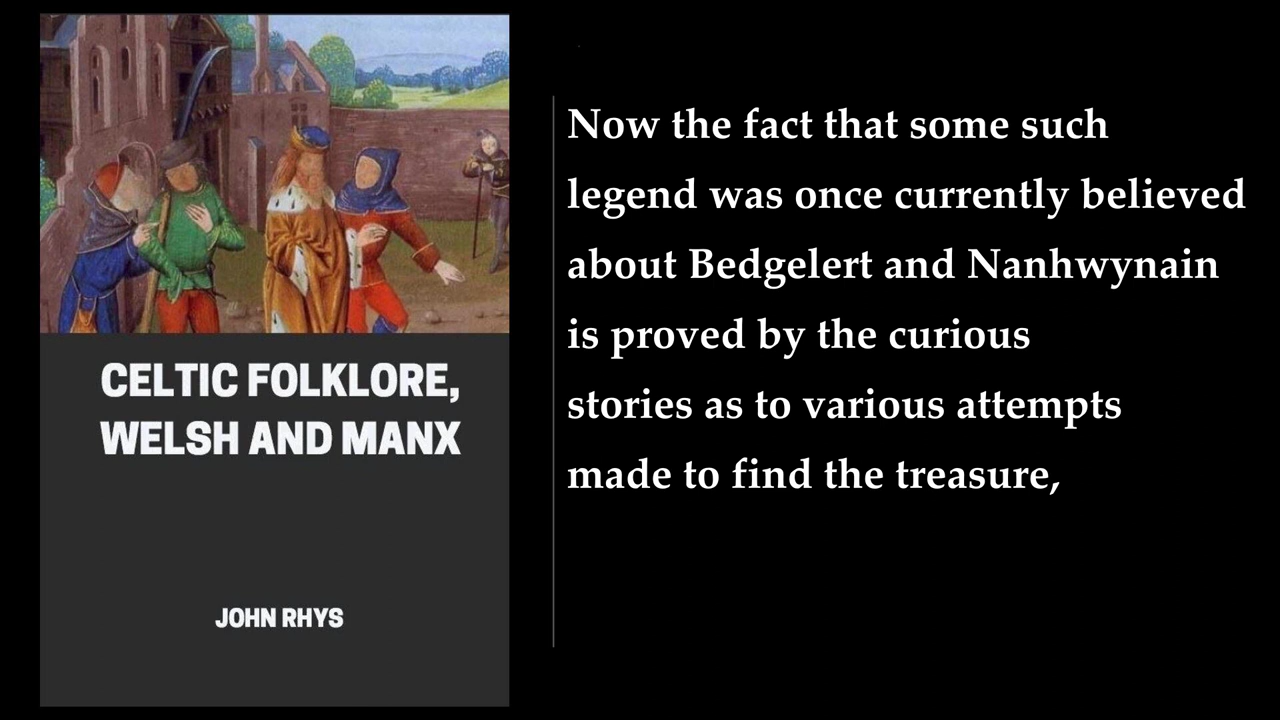 CELTIC FOLKLORE,
WELSH AND MANX
JOHN RHYS
Now the fact that some such
legend was once currently believed
about Bedgelert and Nanhwynain
is proved by the curious
stories as to various attempts
made to find the treasure,